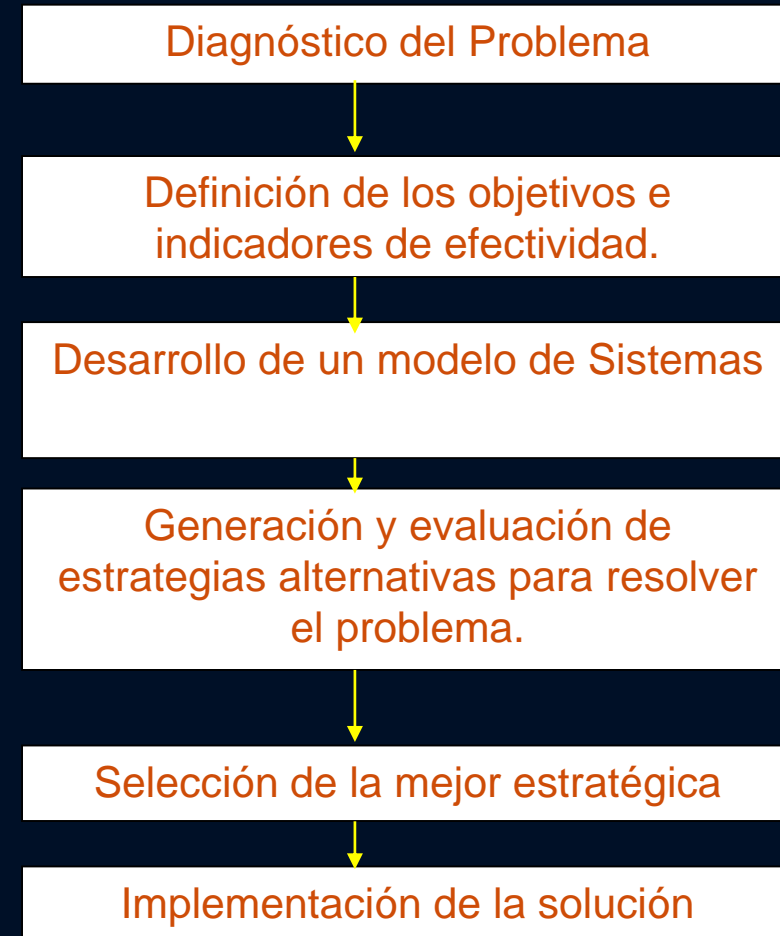 Diagnóstico del Problema
Definición de los objetivos e
indicadores de efectividad.
Desarrollo de un modelo de Sistemas
Generación y evaluación de
estrategias alternativas para resolver
el problema.
Selección de la mejor estratégica
Implementación de la solución